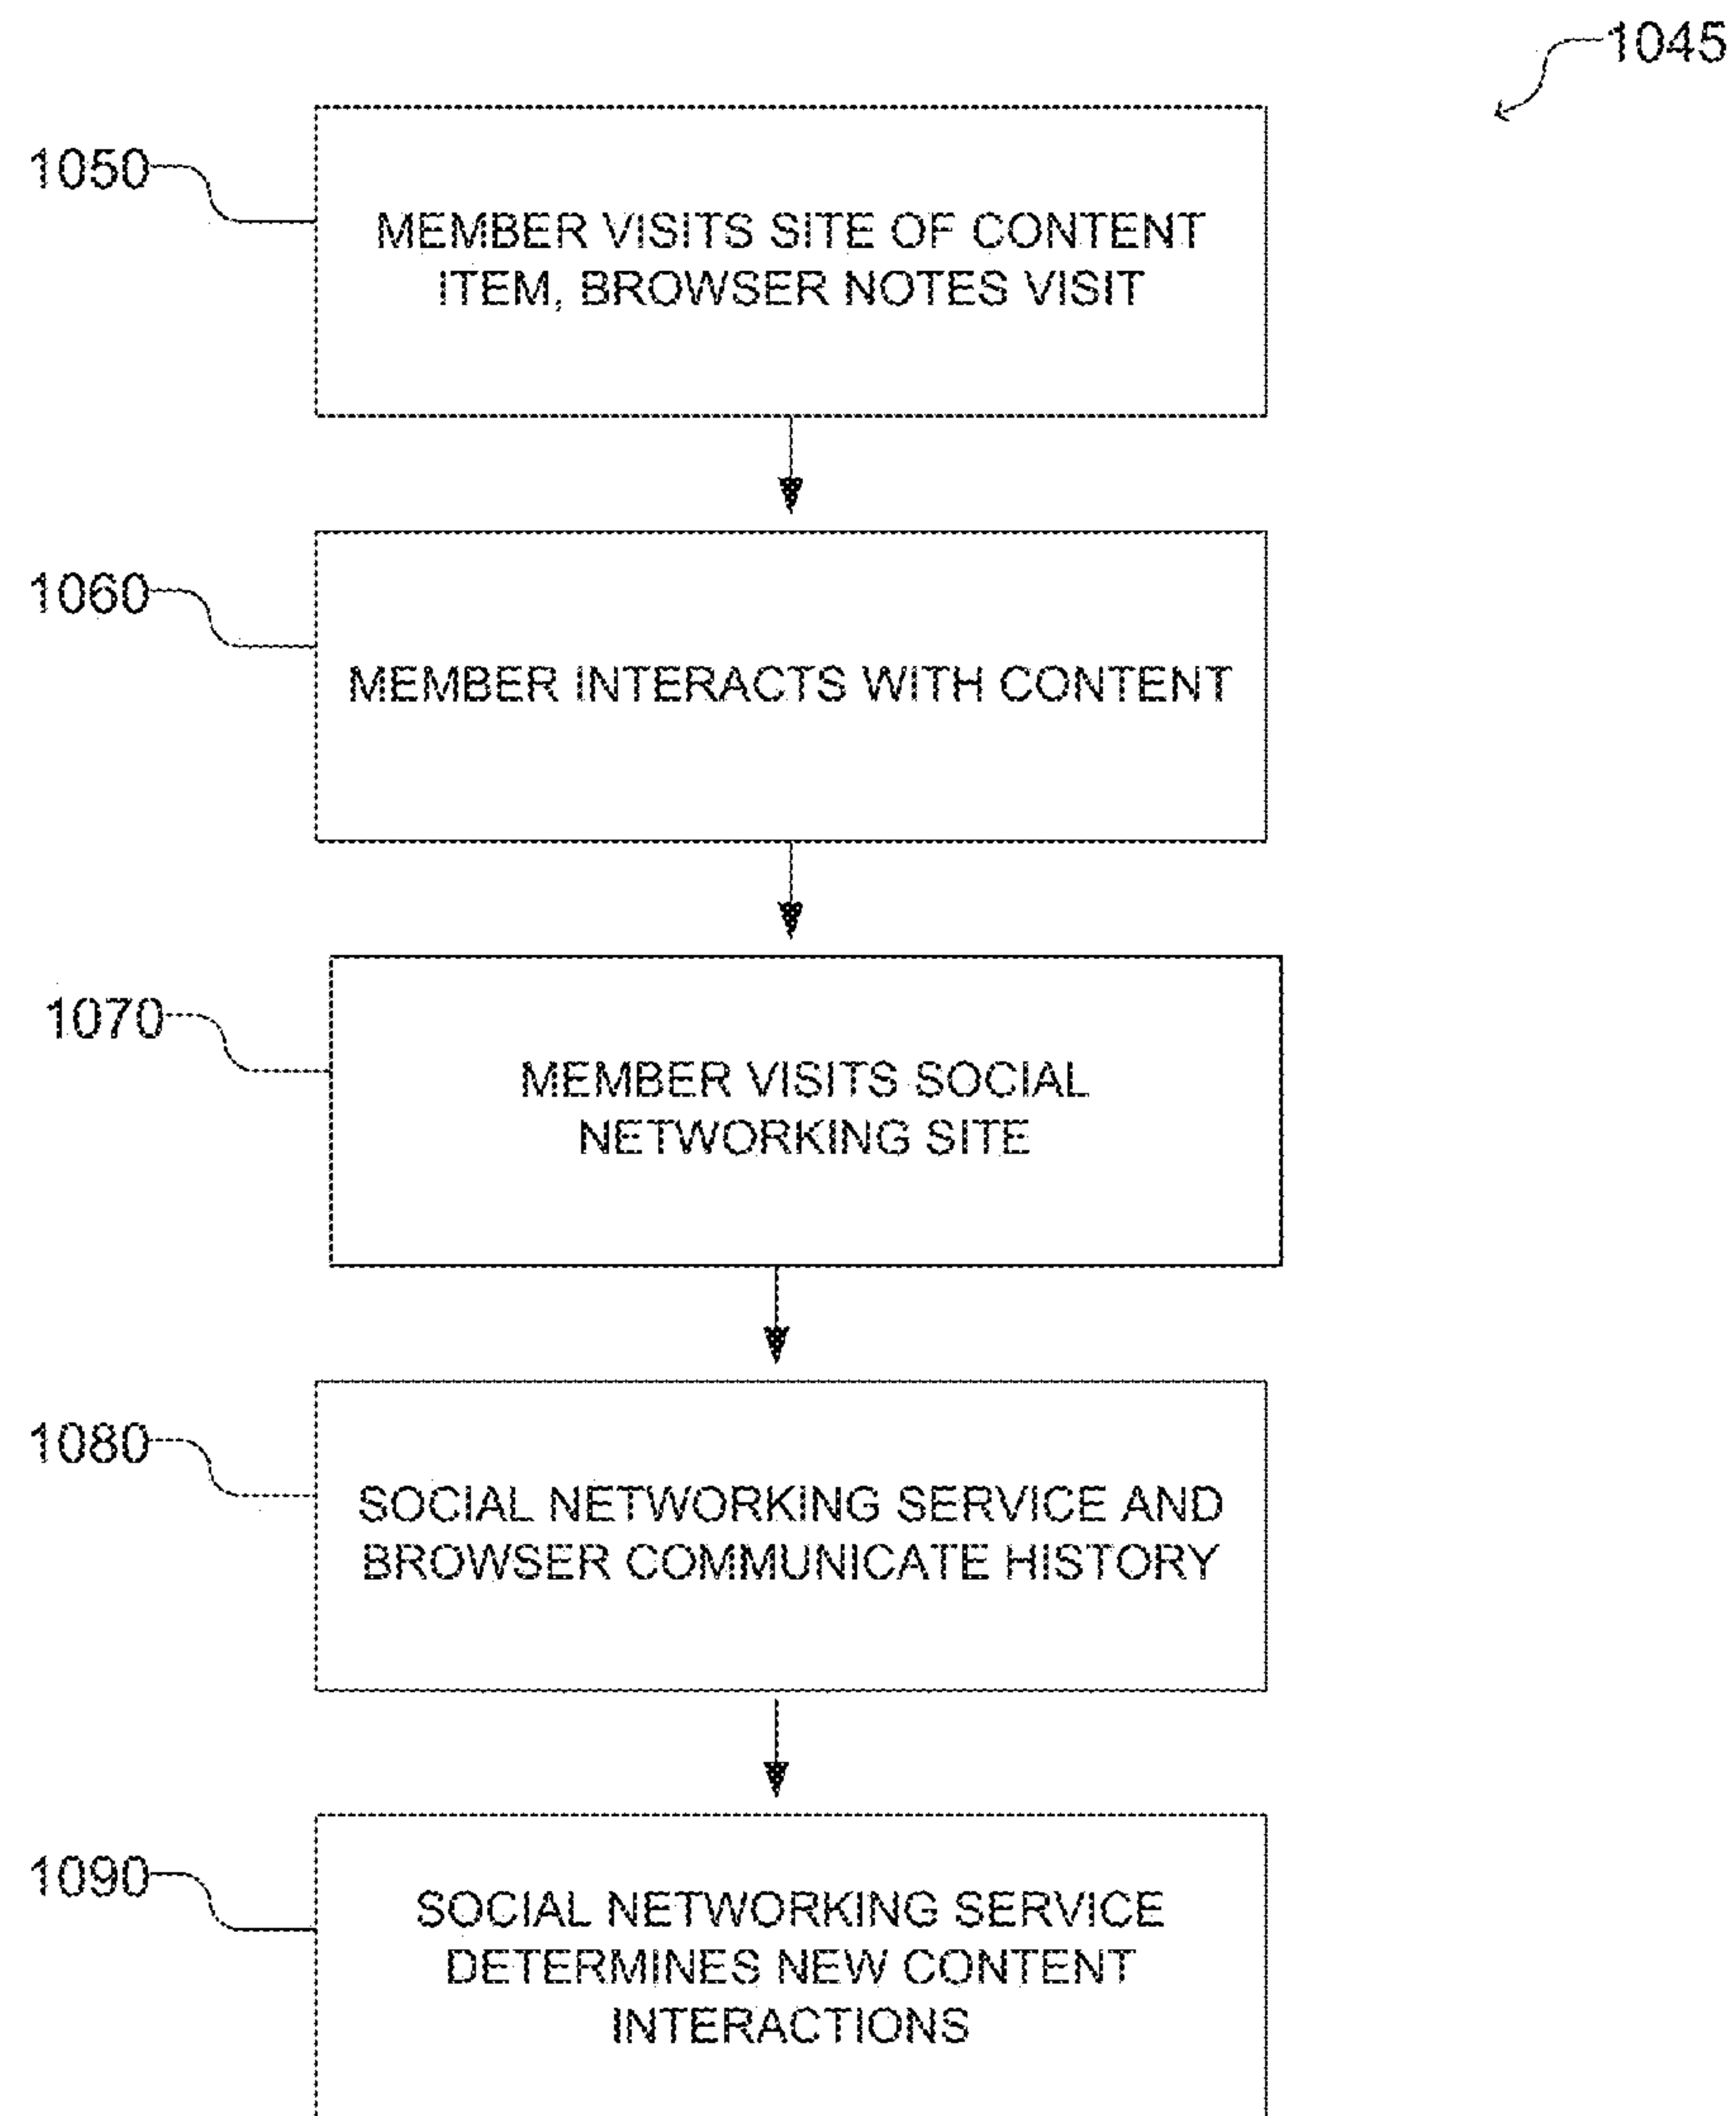 1045
1050
MEMBER VISITS SITE OF CONTENT
ITEM, BROWSER NOTES VISIT
1060
MEMBER INTERACTS WITH CONTENT
1070
MEMBER VISITS SOCIAL
NETWORKING SITE
1080
SOCIAL NETWORKING SERVICE AND
BROWSER COMMUNICATE HISTORY
1090
SOCIAL NETWORKING SERVICE
DETERMINES NEW CONTENT
INTERACTIONS